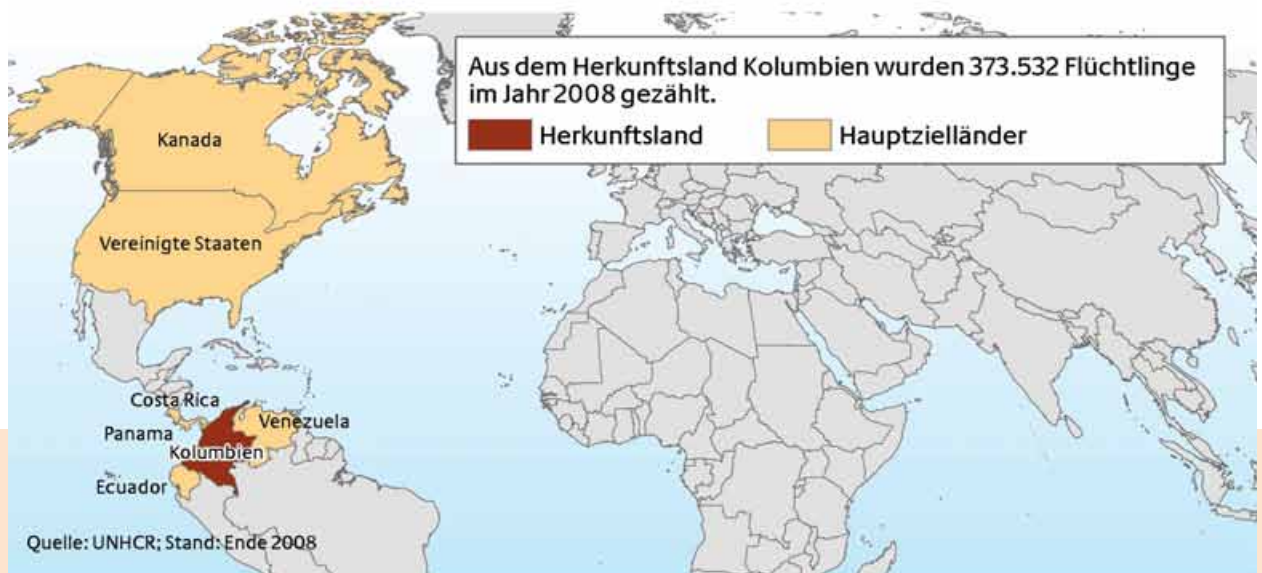 Aus dem Herkunftsland Kolumbien wurden 373.532 Flüchtlinge
im Jahr 2008 gezählt.
Herkunftsland
Hauptzielländer
Kanada
Vereinigte Staaten
Costa Rica
Panama
Venezuela
Kolumbien
Ecuador
Quelle: UNHCR; Stand: Ende 2008